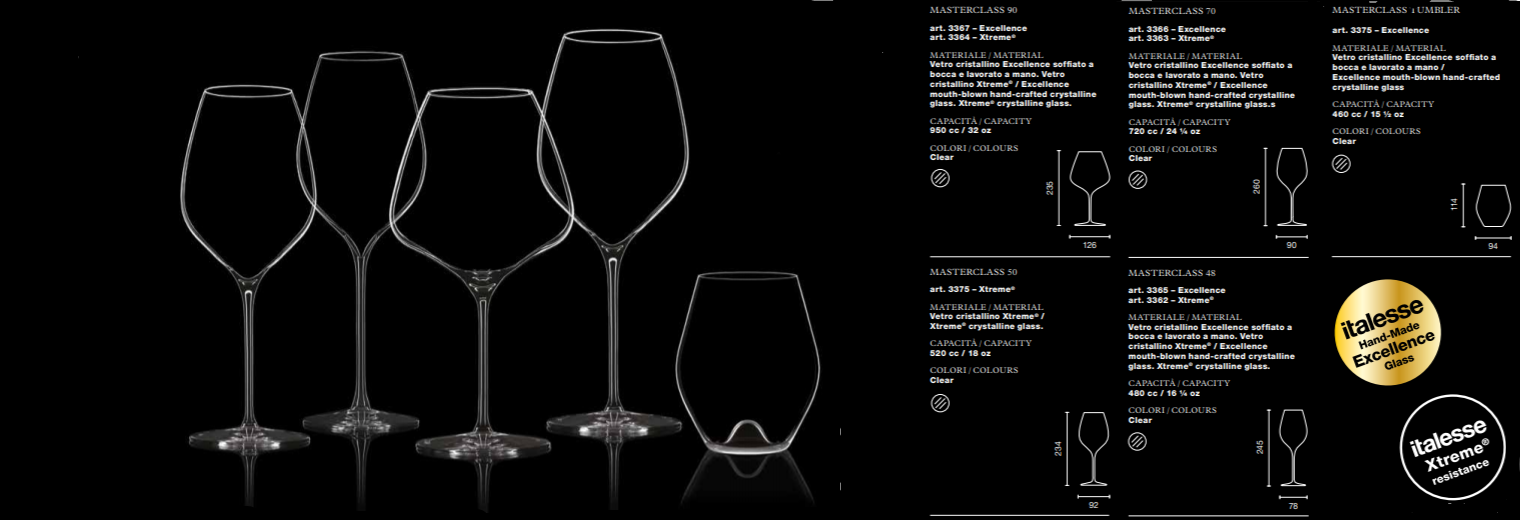 MASTERCLASS 90
art. 3367 – Excellence
art. 3364 – Xtreme®
MATERIALE / MATERIAL
Vetro cristallino Excellence soffiato a
bocca e lavorato a mano. Vetro
cristallino Xtreme® / Excellence
mouth-blown hand-crafted crystalline
glass. Xtreme® crystalline glass.
CAPACITÀ / CAPACITY
950 cc / 32 oz
COLORI / COLOURS
Clear
235
126
MASTERCLASS 70
art. 3366 – Excellence
art. 3363 – Xtreme®
MATERIALE / MATERIAL
Vetro cristallino Excellence soffiato a
bocca e lavorato a mano. Vetro
cristallino Xtreme® / Excellence
mouth-blown hand-crafted crystalline
glass. Xtreme® crystalline glass.s
CAPACITÀ / CAPACITY
720 cc / 24 ¼ oz
COLORI / COLOURS
Clear
260
90
MASTERCLASS TUMBLER
art. 3375 – Excellence
MATERIALE / MATERIAL
Vetro cristallino Excellence soffiato a
bocca e lavorato a mano /
Excellence mouth-blown hand-crafted
crystalline glass
CAPACITÀ / CAPACITY
460 cc / 15 ½ oz
COLORI / COLOURS
Clear
114
94
MASTERCLASS 50
art. 3375 – Xtreme®
MATERIALE / MATERIAL
Vetro cristallino Xtreme® /
Xtreme® crystalline glass.
CAPACITÀ / CAPACITY
520 cc / 18 oz
COLORI / COLOURS
Clear
234
92
MASTERCLASS 48
art. 3365 – Excellence
art. 3362 – Xtreme®
MATERIALE / MATERIAL
Vetro cristallino Excellence soffiato a
bocca e lavorato a mano. Vetro
cristallino Xtreme® / Excellence
mouth-blown hand-crafted crystalline
glass. Xtreme® crystalline glass.
CAPACITÀ / CAPACITY
480 cc / 16 ¼ oz
COLORI / COLOURS
Clear
245
78
italesse
Hand-Made
Excellence
Glass
italesse
Xtreme®
resistance